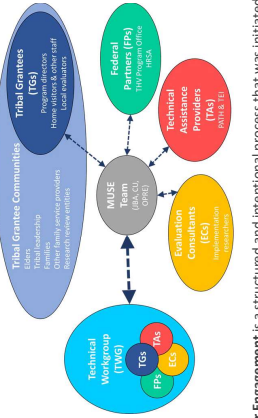 Tribal Grantee Communities
Elders
Tribal leadership
Families
Other family service providers
Research review entities
Tribal Grantees
(TGs)
Program directors
Home visitors & other staff
Local evaluators
Federal
Partners (FPs)
THV Program Office
HRSA
Technical
Assistance
Providers
(TAs)
PATH & TEI
MUSE
Team
(JBA, CU,
OPRE)
Evaluation
Consultants
(ECs)
Implementation
researchers
Technical
Workgroup
(TWG)
TGs
TAs
FPs
ECs
Engagement is a structured and intentional process that was initiated